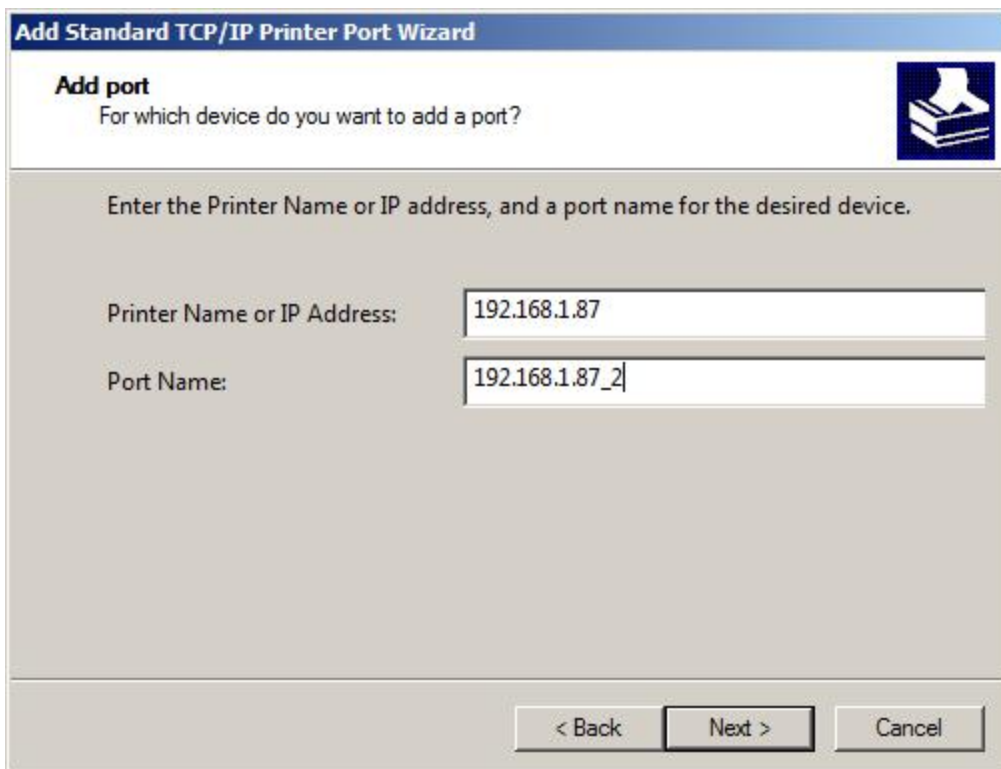 Add Standard TCP/IP Printer Port Wizard
Add port
For which device do you want to add a port?
Enter the Printer Name or IP address, and a port name for the desired device.
Printer Name or IP Address: 192.168.1.87
Port Name: 192.168.1.87_2
< Back Next > Cancel